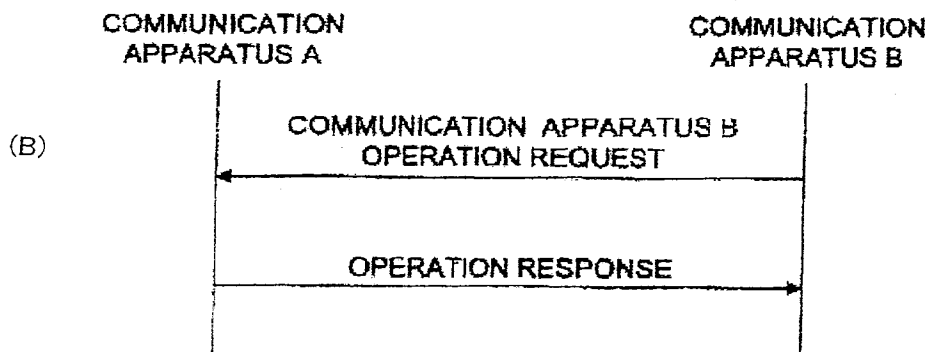 COMMUNICATION
APPARATUS A
COMMUNICATION
APPARATUS B
(B)
COMMUNICATION APPARATUS B
OPERATION REQUEST
OPERATION RESPONSE